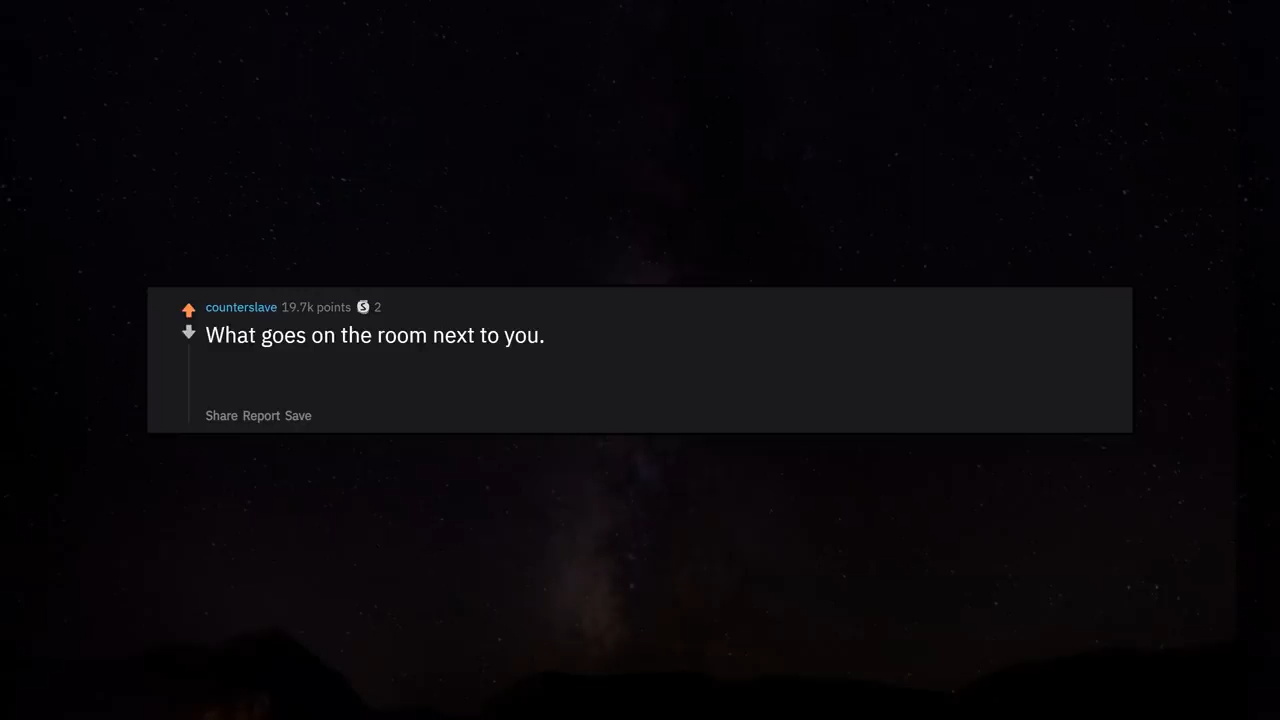 counterslave 19.7k points 2
What goes on the room next to you.
Share Report Save